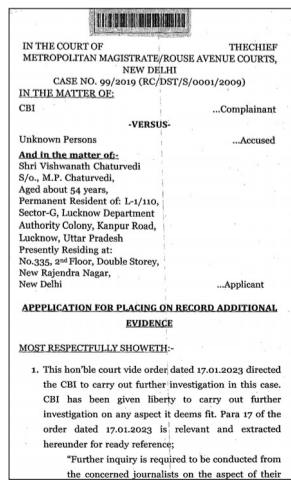 IN THE COURT OF THECHIEF
METROPOLITAN MAGISTRATE/ROUSE AVENUE COURTS,
NEW DELHI
CASE NO. 99/2019 (RC/DST/S/0001/2009)
IN THE MATTER OF:
CBI ...Complainant
-VERSUS-
Unknown Persons ...Accused
And in the matter of:-
Shri Vishwanath Chaturvedi
S/o., M.P. Chaturvedi,
Aged about 54 years,
Permanent Resident of: L-1/110,
Sector-G, Lucknow Department
Authority Colony, Kanpur Road,
Lucknow, Uttar Pradesh
Presently Residing at:
No.335, 2nd Floor, Double Storey,
New Rajendra Nagar,
New Delhi ...Applicant
APPPLICATION FOR PLACING ON RECORD ADDITIONAL
EVIDENCE
MOST RESPECTFULLY SHOWETH:-
1. This hon'ble court vide order dated 17.01.2023 directed
the CBI to carry out further investigation in this case.
CBI has been given liberty to carry out further
investigation on any aspect it deems fit. Para 17 of the
order dated 17.01.2023 is relevant and extracted
hereunder for ready reference;
"Further inquiry is required to be conducted from
the concerned journalists on the aspect of their